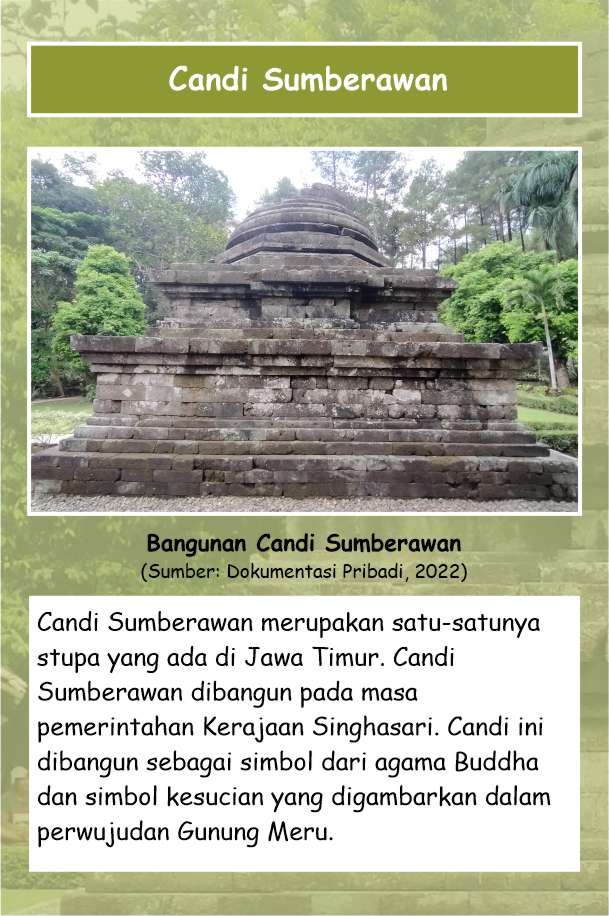 Candi Sumberawan
Bangunan Candi Sumberawan
(Sumber: Dokumentasi Pribadi, 2022)
Candi Sumberawan merupakan satu-satunya
stupa yang ada di Jawa Timur. Candi
Sumberawan dibangun pada masa
pemerintahan Kerajaan Singhasari. Candi ini
dibangun sebagai simbol dari agama Buddha
dan simbol kesucian yang digambarkan dalam
perwujudan Gunung Meru.